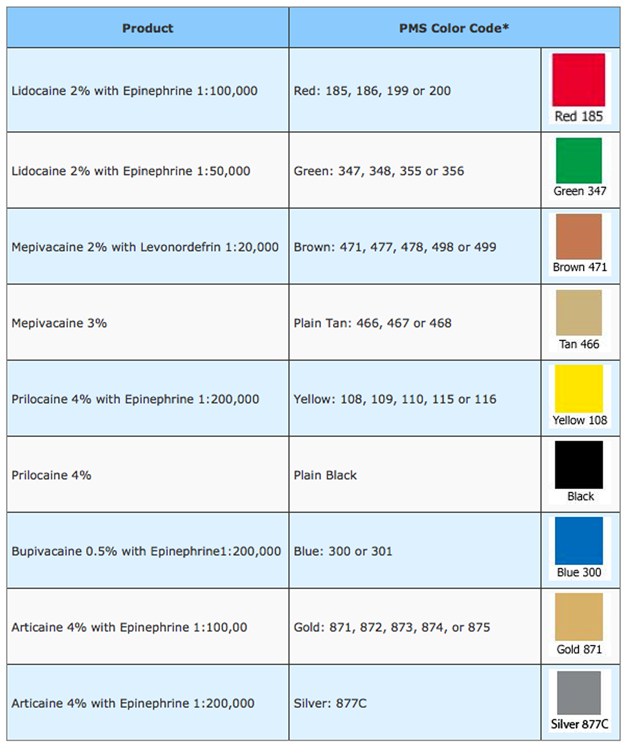 Product PMS Color Code*
Lidocaine 2% with Epinephrine 1:100,000 Red: 185, 186, 199 or 200
Red 185
Lidocaine 2% with Epinephrine 1:50,000 Green: 347, 348, 355 or 356
Green 347
Mepivacaine 2% with Levonordefrin 1:20,000 Brown: 471, 477, 478, 498 or 499
Brown 471
Mepivacaine 3% Plain Tan: 466, 467 or 468
Tan 466
Prilocaine 4% with Epinephrine 1:200,000 Yellow: 108, 109, 110, 115 or 116
Yellow 108
Prilocaine 4% Plain Black
Black
Bupivacaine 0.5% with Epinephrine1:200,000 Blue: 300 or 301
Blue 300
Articaine 4% with Epinephrine 1:100,00 Gold: 871, 872, 873, 874, or 875
Gold 871
Articaine 4% with Epinephrine 1:200,000 Silver: 877C
Silver 877C